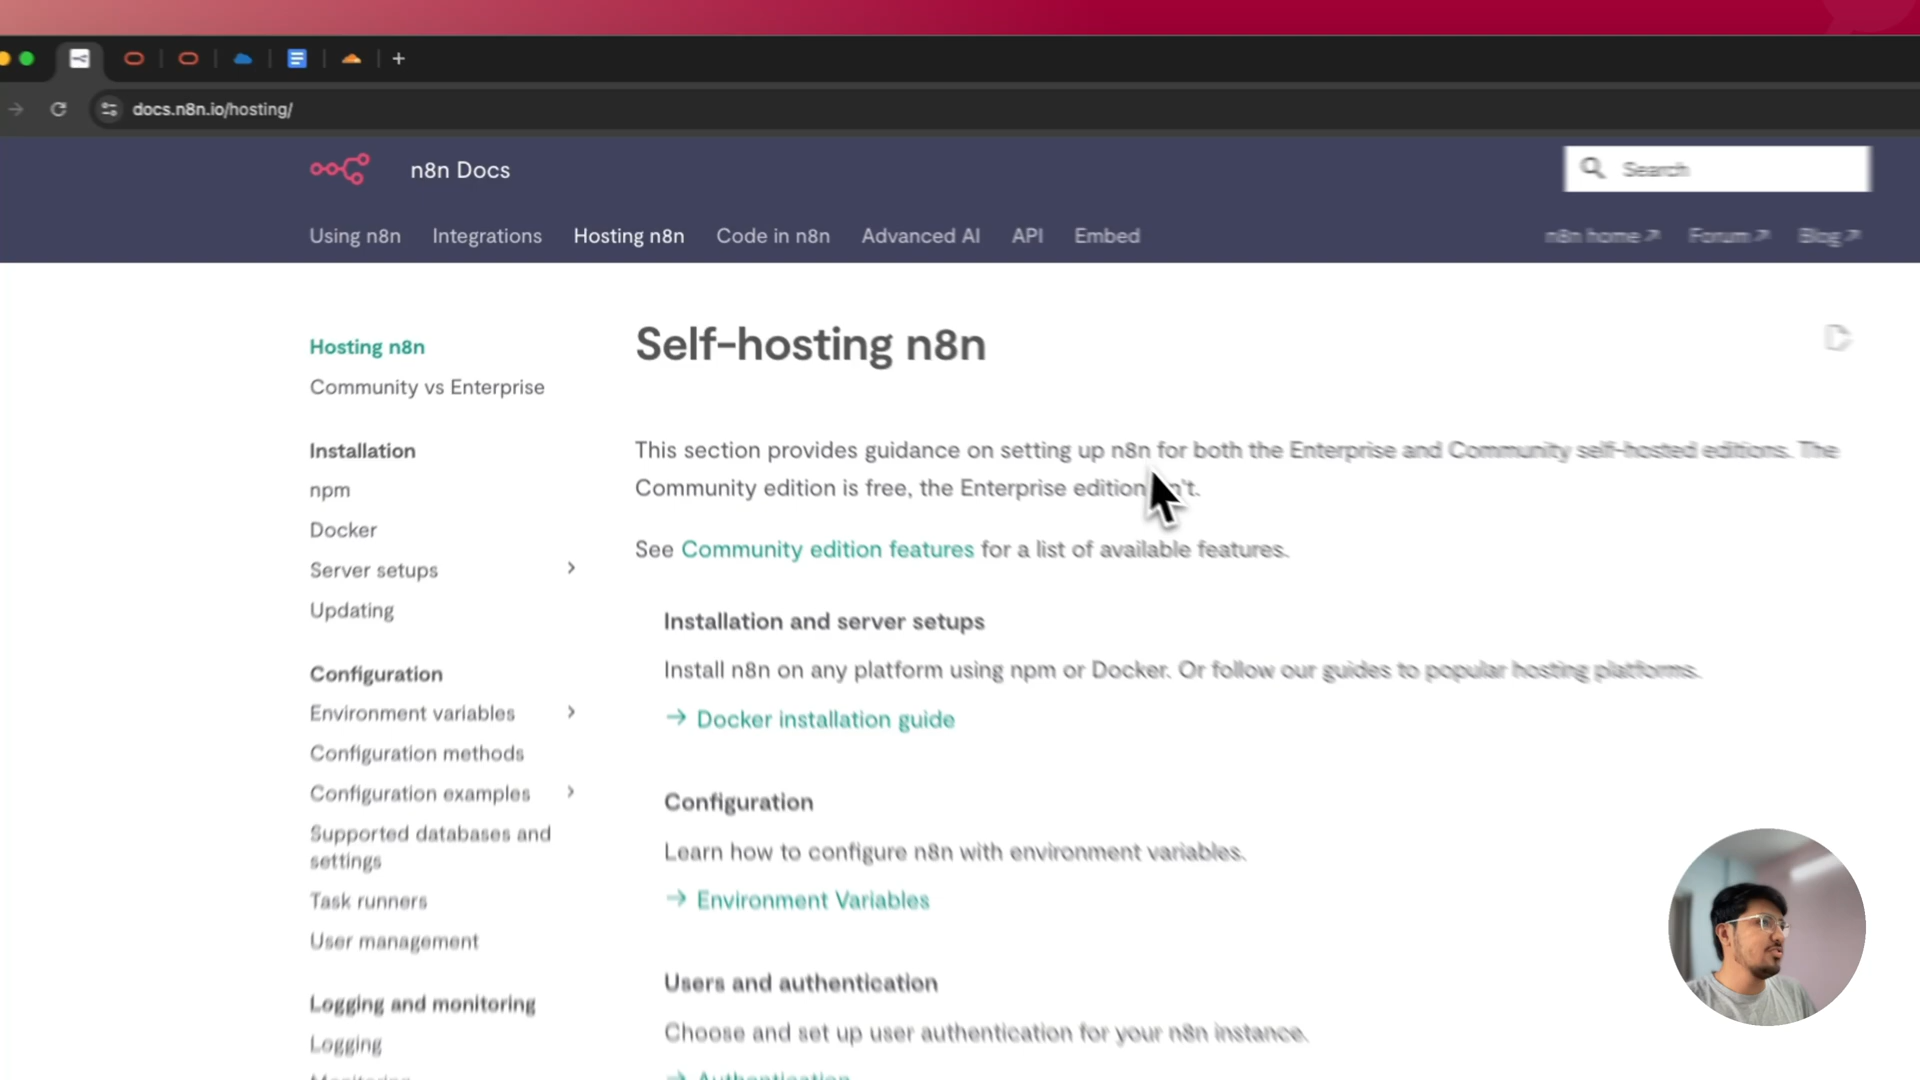 docs.n8n.io/hosting/
n8n Docs
Search
Using n8n
Integrations
Hosting n8n
Code in n8n
Advanced AI
API
Embed
n8n home
Forum
Blog
Hosting n8n
Community vs Enterprise
Installation
npm
Docker
Server setups
Updating
Configuration
Environment variables
Configuration methods
Configuration examples
Supported databases and
settings
Task runners
User management
Logging and monitoring
Logging
Monitoring
Self-hosting n8n
This section provides guidance on setting up n8n for both the Enterprise and Community self-hosted editions. The
Community edition is free, the Enterprise edition isn't.
See Community edition features for a list of available features.
Installation and server setups
Install n8n on any platform using npm or Docker. Or follow our guides to popular hosting platforms.
→ Docker installation guide
Configuration
Learn how to configure n8n with environment variables.
→ Environment Variables
Users and authentication
Choose and set up user authentication for your n8n instance.
→ Authentication